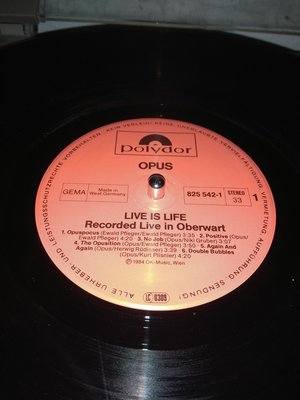 KEIN VERLEIH! KEINE UNERLAUBTE VERVIELFÄLTIGUNG, VERMIETUNG, AUFFÜHRUNG, SENDUNG!
ALLE URHEBER UND LEISTUNGSSCHUTZRECHTE VORBEHALTEN
polydor
OPUS
GEMA
Made in
West Germany
825 542-1
STEREO
33
1
LIVE IS LIFE
Recorded Live in Oberwart
1. Opuspocus (Ewald Pfleger/Ewald Pfleger) 4:22 2. Positive (Opus/
Ewald Pfleger) 4:20 3. No Job (Opus/Niki Gruber) 3:57
4. The Opusition (Opus/Ewald Pfleger) 3:55 5. Again And
Again (Opus/Herwig Rüdisser) 3:39 6. Double Bubbles
(Opus/Kurt Plisnier) 4:20
℗ 1984 OK-Music, Wien
LC 0309